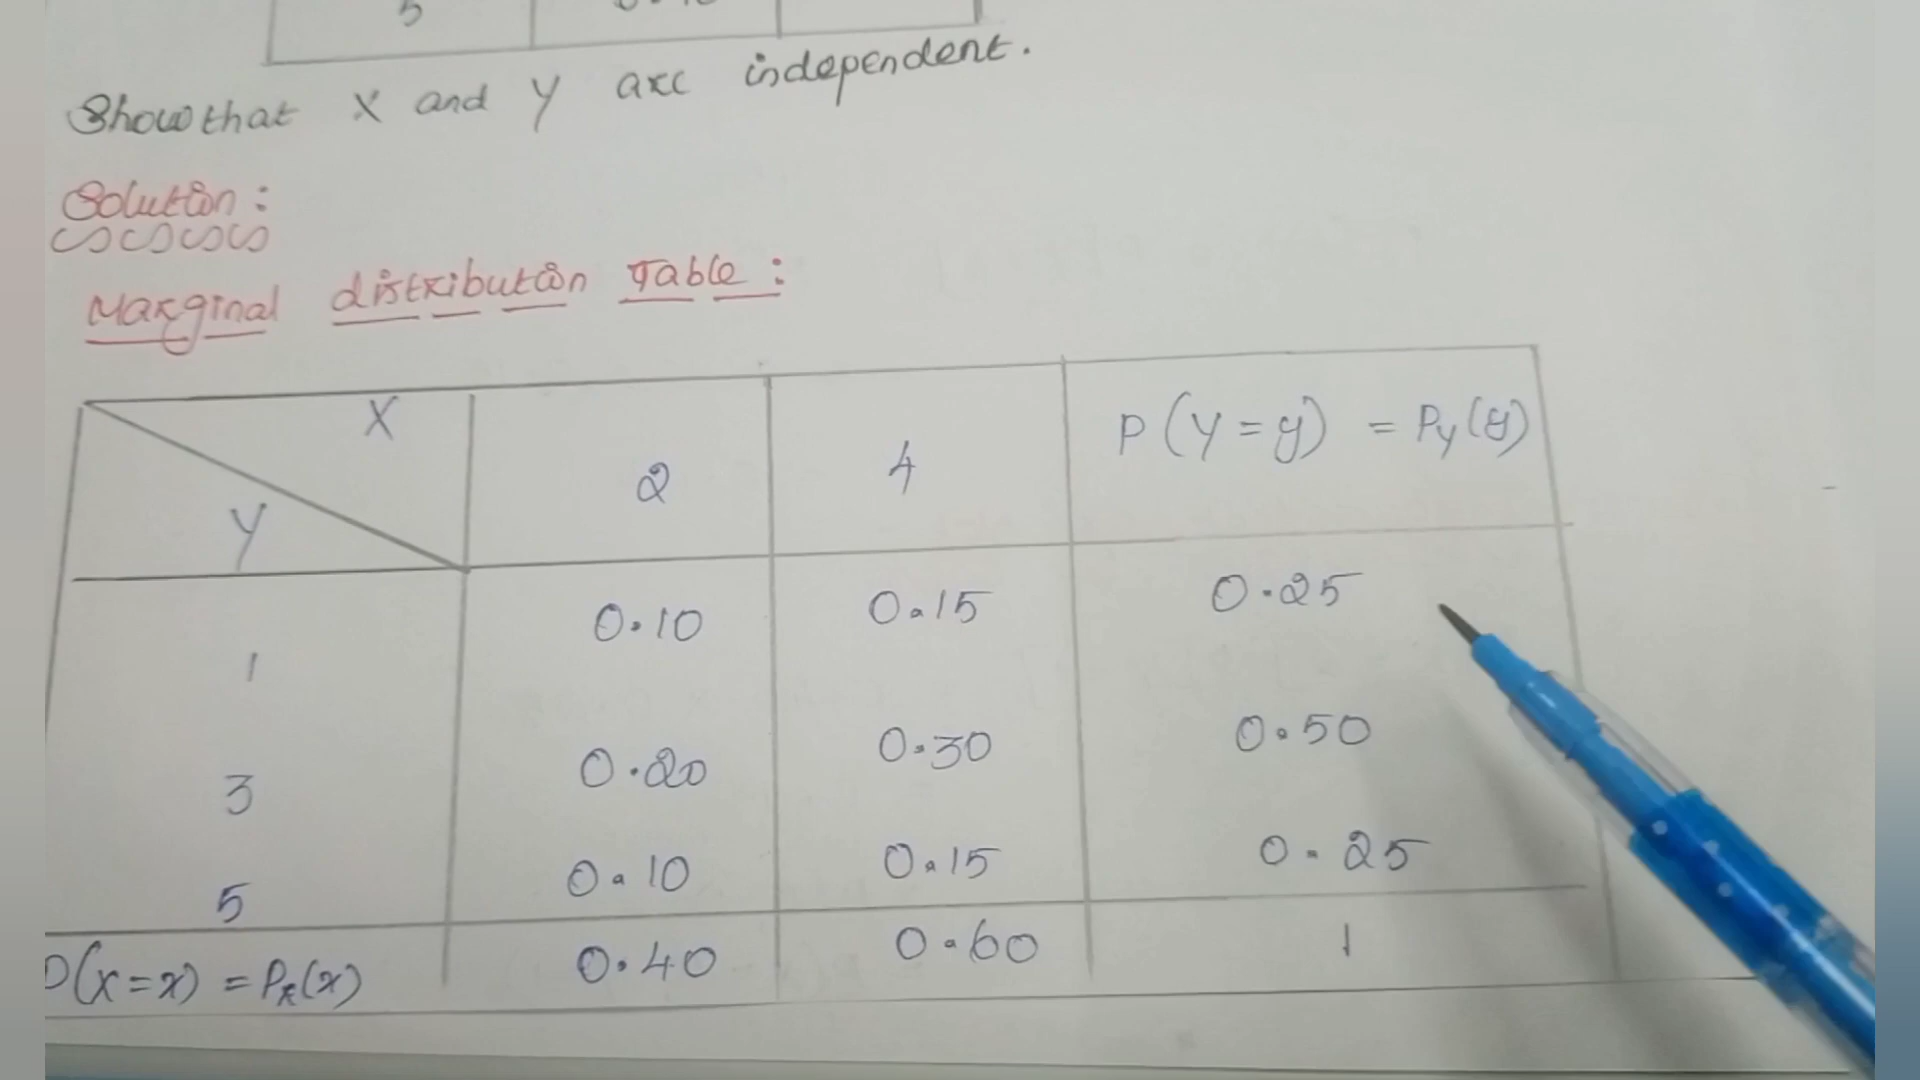 5
Show that X and Y are independent.
Solution:
Marginal distribution Table:
X
Y
2 4 P(Y=y) = Py(y)
1 0.10 0.15 0.25
3 0.20 0.30 0.50
5 0.10 0.15 0.25
P(X=x) = Px(x) 0.40 0.60 1